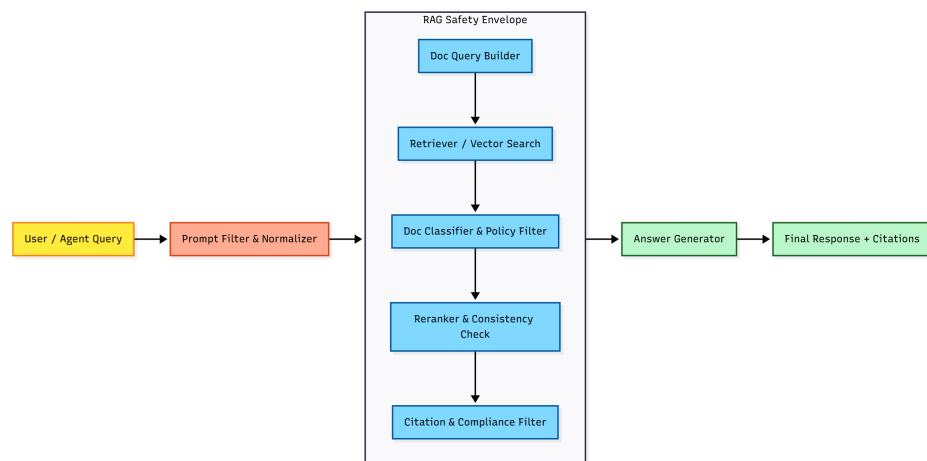 RAG Safety Envelope
Doc Query Builder
Retriever / Vector Search
User / Agent Query
Prompt Filter & Normalizer
Doc Classifier & Policy Filter
Answer Generator
Final Response + Citations
Reranker & Consistency
Check
Citation & Compliance Filter